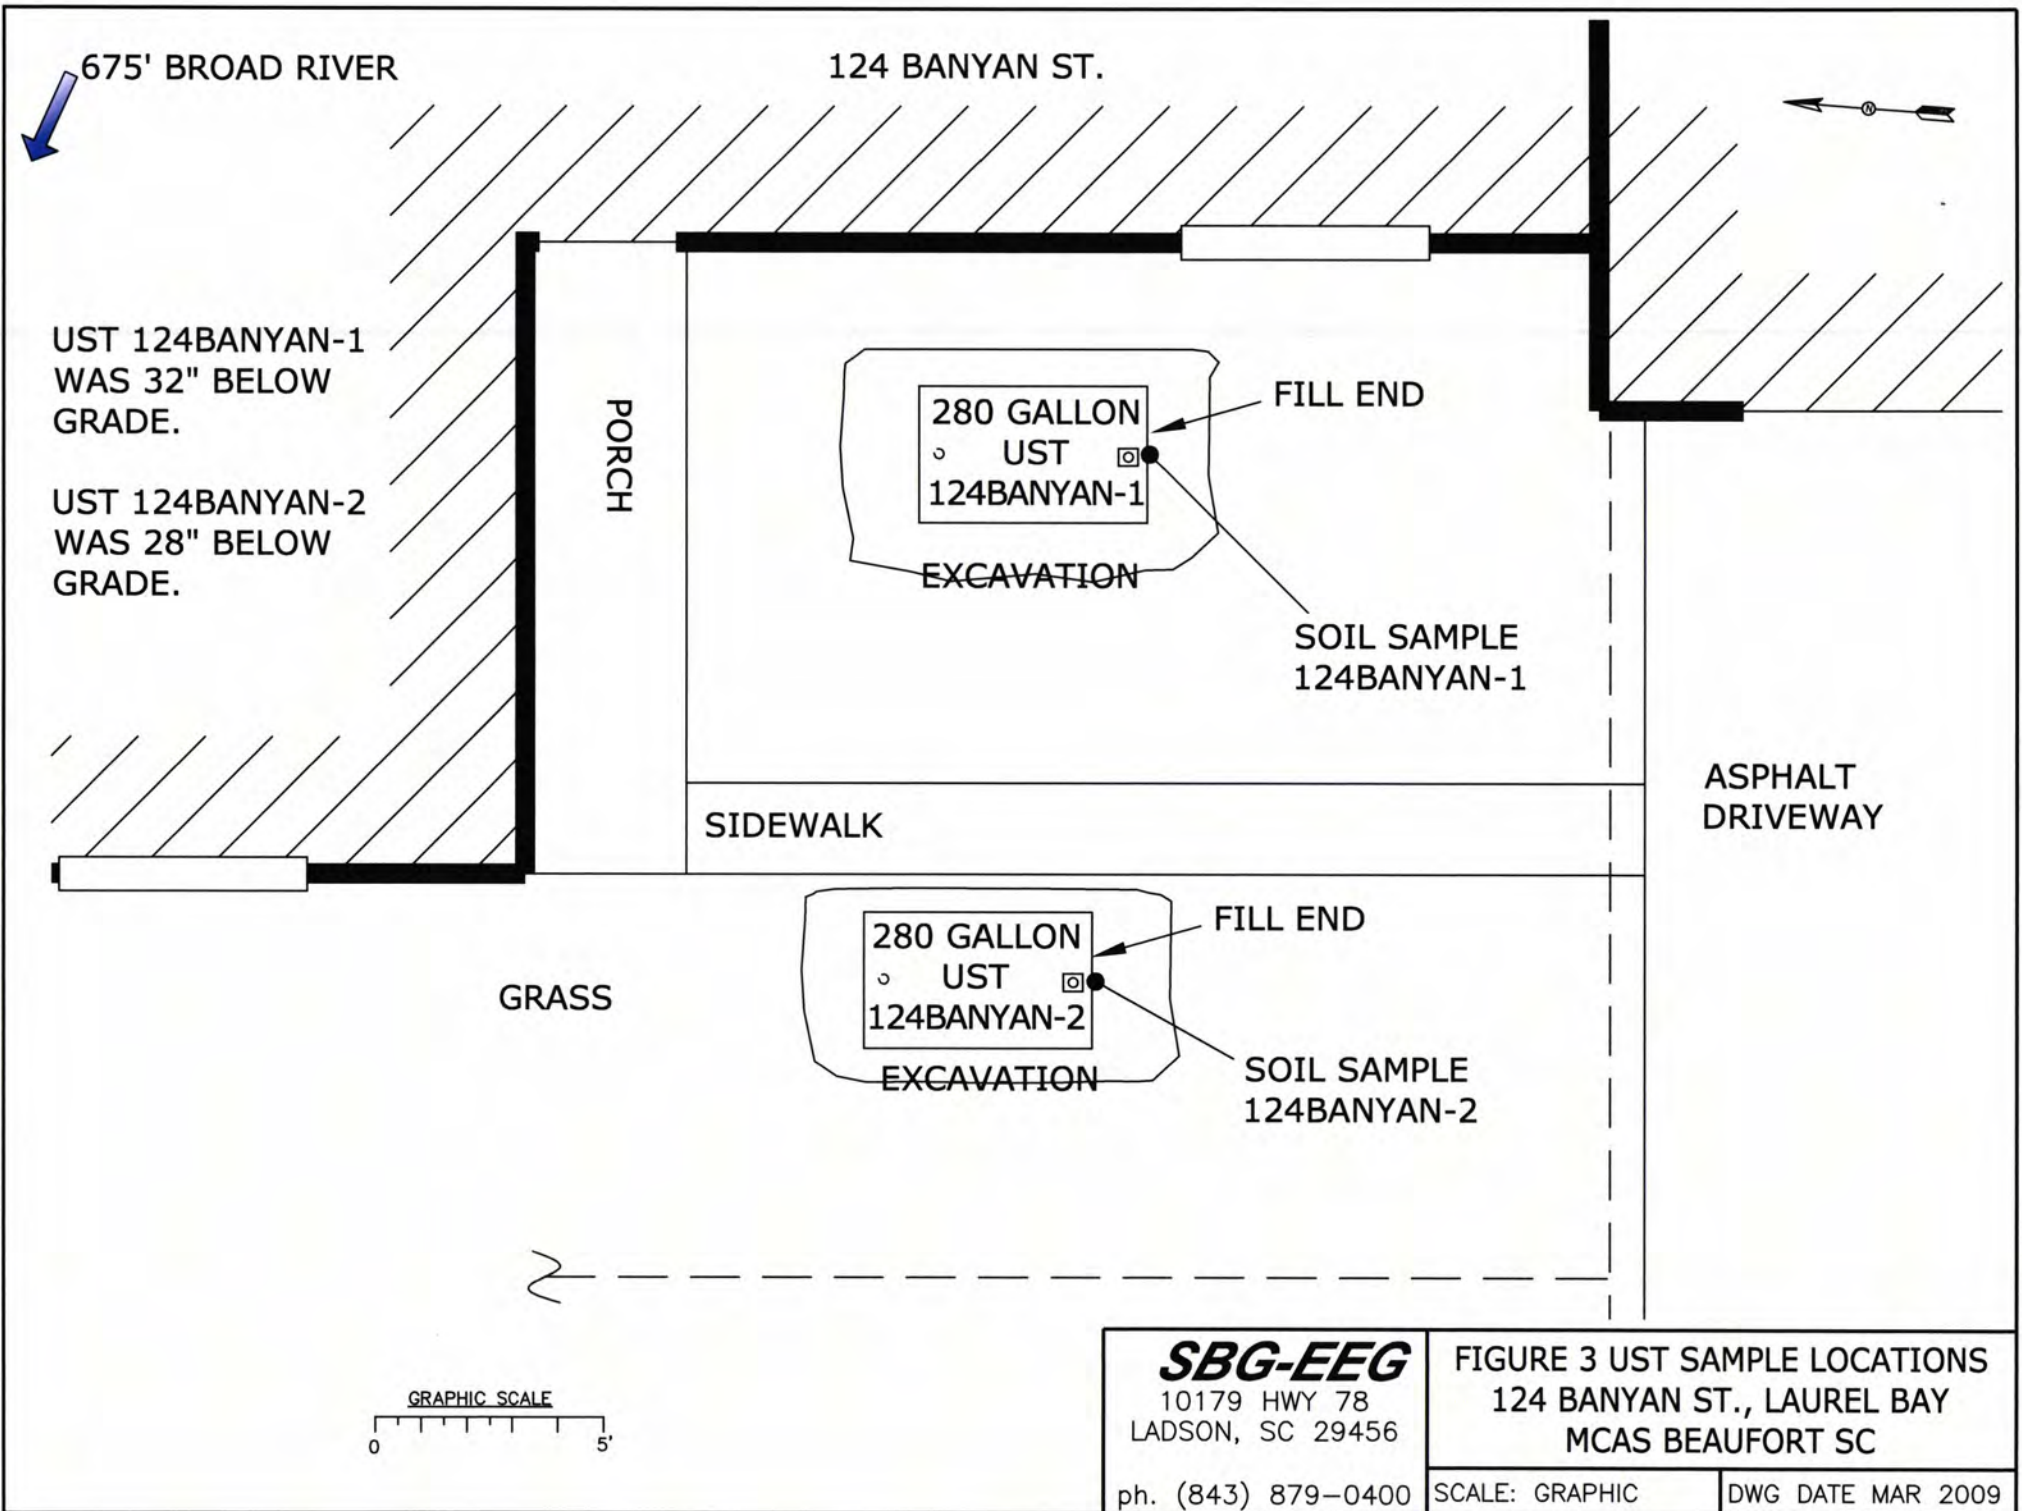 675' BROAD RIVER
124 BANYAN ST.
N
UST 124BANYAN-1
WAS 32" BELOW
GRADE.
UST 124BANYAN-2
WAS 28" BELOW
GRADE.
PORCH
280 GALLON
UST
124BANYAN-1
FILL END
EXCAVATION
SOIL SAMPLE
124BANYAN-1
SIDEWALK
ASPHALT
DRIVEWAY
GRASS
280 GALLON
UST
124BANYAN-2
FILL END
EXCAVATION
SOIL SAMPLE
124BANYAN-2
GRAPHIC SCALE
0 5'
SBG-EEG
10179 HWY 78
LADSON, SC 29456
ph. (843) 879-0400
FIGURE 3 UST SAMPLE LOCATIONS
124 BANYAN ST., LAUREL BAY
MCAS BEAUFORT SC
SCALE: GRAPHIC
DWG DATE MAR 2009